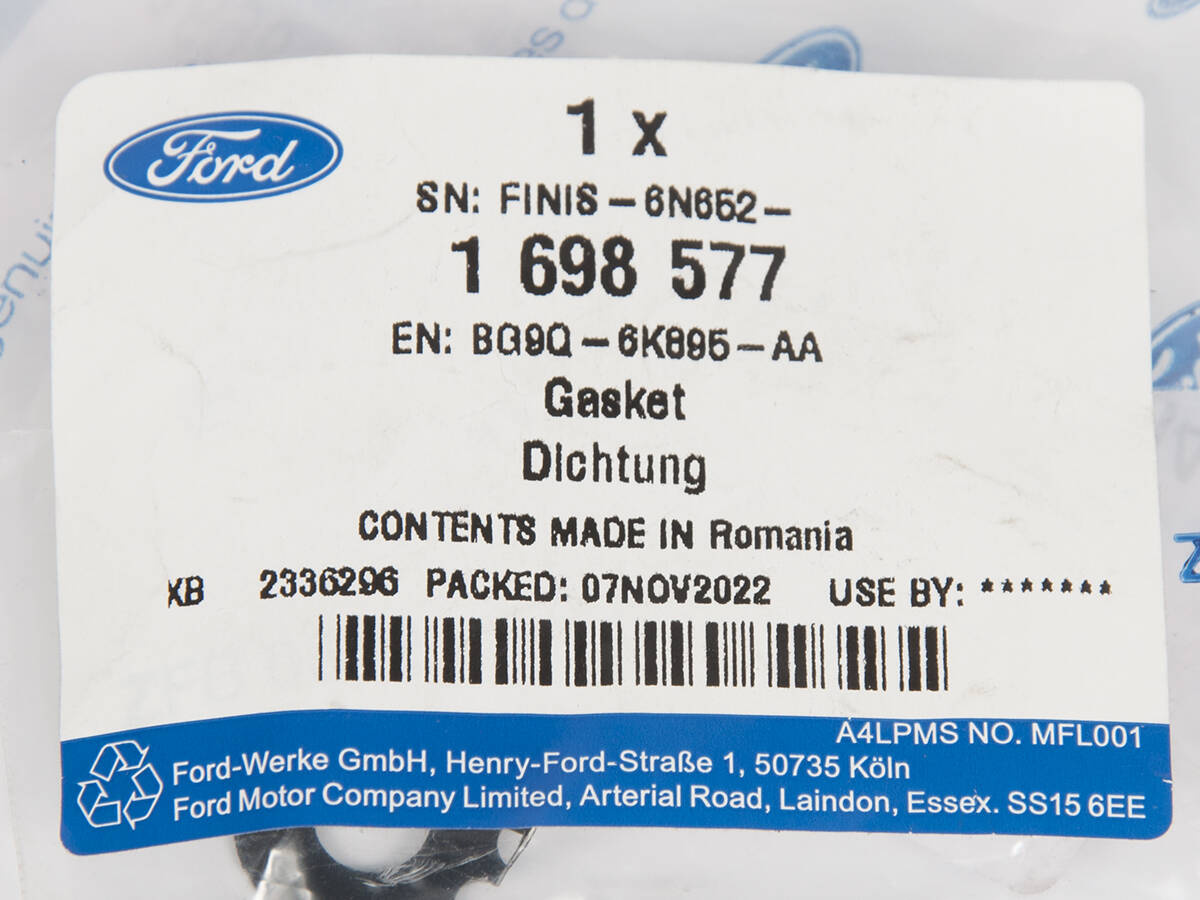 Ford
1 x
SN: FINIS - 6N652 -
1 698 577
EN: BG9Q - 6K895 - AA
Gasket
Dichtung
CONTENTS MADE IN Romania
XB 2336296 PACKED: 07NOV2022 USE BY: *******
A4LPMS NO. MFL001
Ford-Werke GmbH, Henry-Ford-Straße 1, 50735 Köln
Ford Motor Company Limited, Arterial Road, Laindon, Essex. SS15 6EE